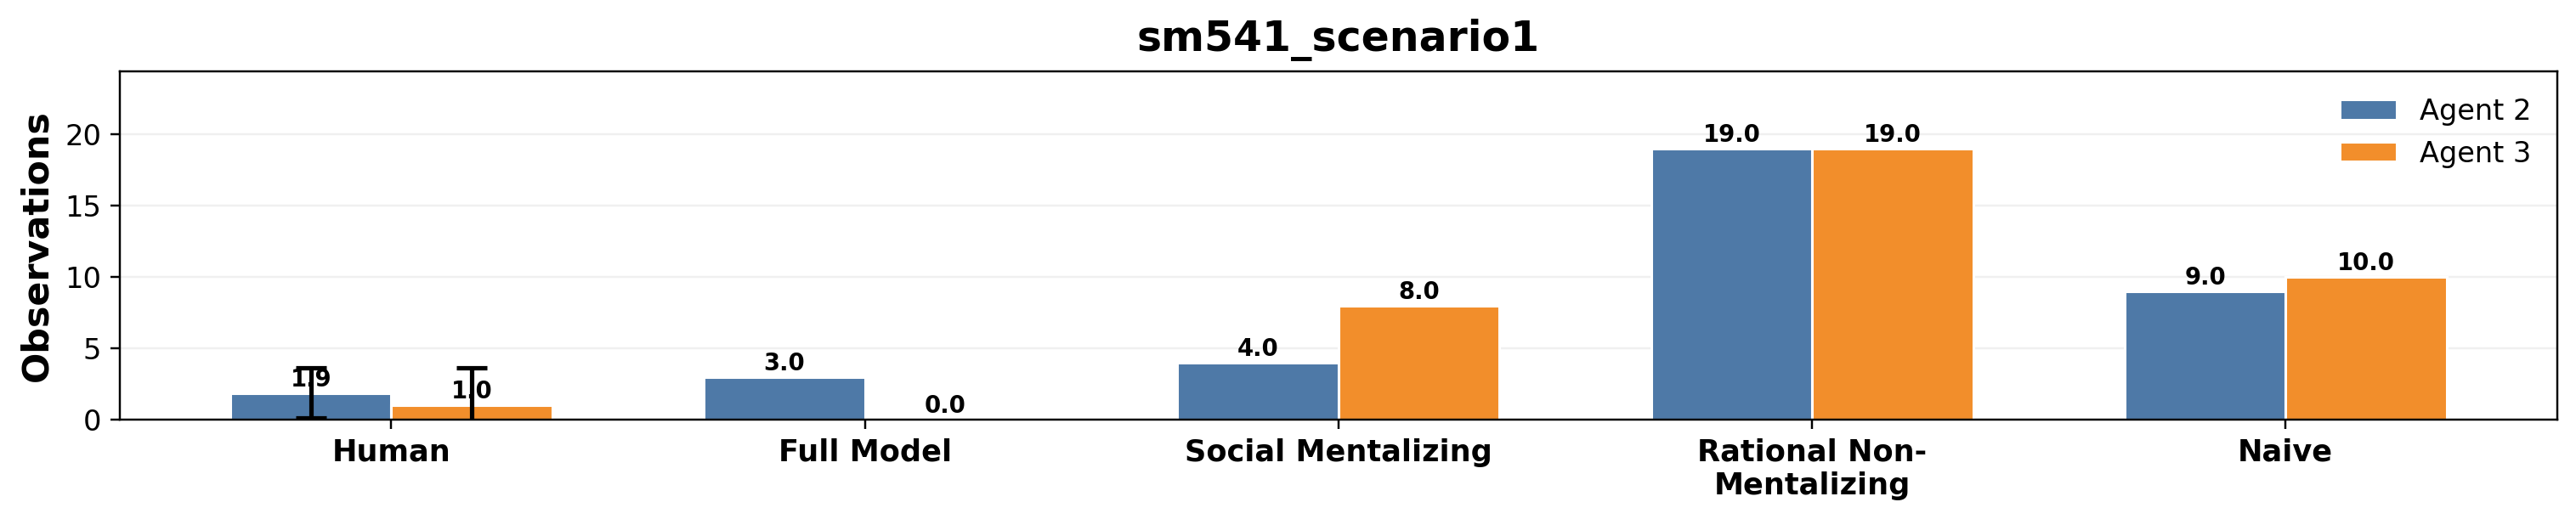 sm541_scenario1
Observations
20
15
10
5
0
Agent 2
Agent 3
1.9
1.0
3.0
0.0
4.0
8.0
19.0
19.0
9.0
10.0
Human
Full Model
Social Mentalizing
Rational Non-
Mentalizing
Naive